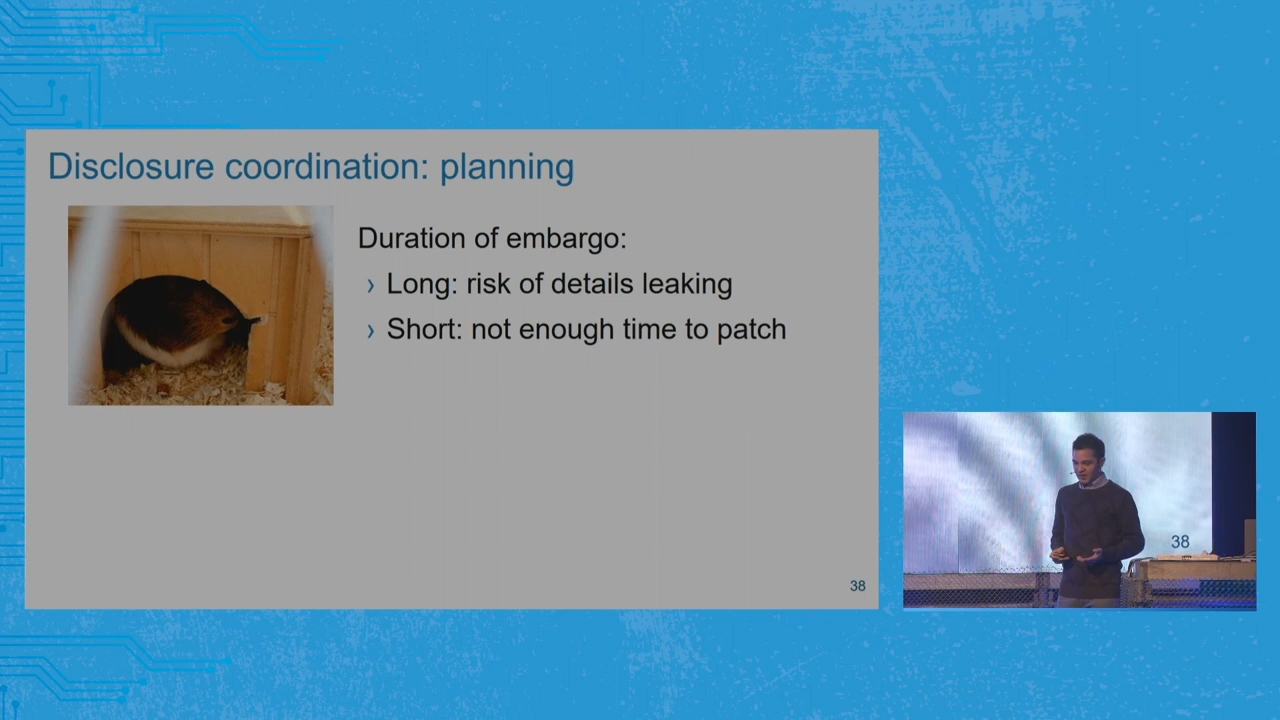 Disclosure coordination: planning
Duration of embargo:
› Long: risk of details leaking
› Short: not enough time to patch
38
38